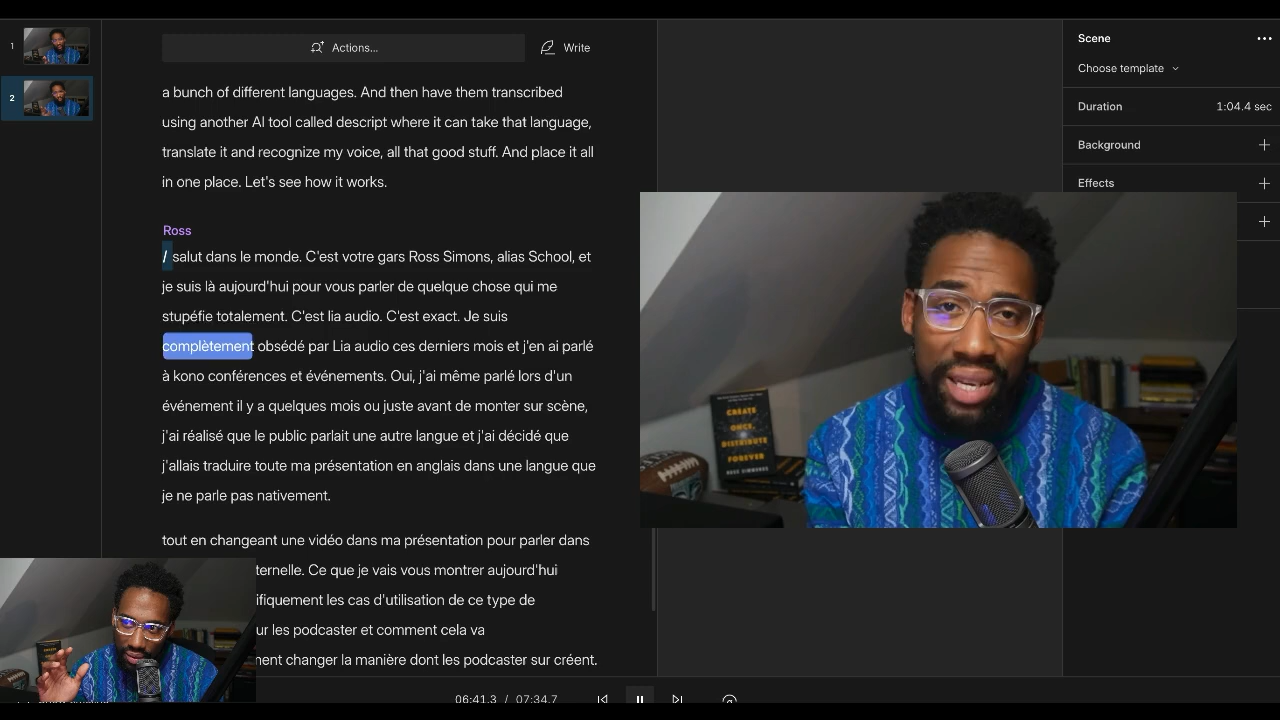 1
2
Actions...
Write
a bunch of different languages. And then have them transcribed
using another AI tool called descript where it can take that language,
translate it and recognize my voice, all that good stuff. And place it all
in one place. Let's see how it works.
Ross
/ salut dans le monde. C'est votre gars Ross Simons, alias School, et
je suis là aujourd'hui pour vous parler de quelque chose qui me
stupéfie totalement. C'est lia audio. C'est exact. Je suis
complètement obsédé par Lia audio ces derniers mois et j'en ai parlé
à kono conférences et événements. Oui, j'ai même parlé lors d'un
événement il y a quelques mois ou juste avant de monter sur scène,
j'ai réalisé que le public parlait une autre langue et j'ai décidé que
j'allais traduire toute ma présentation en anglais dans une langue que
je ne parle pas nativement.
tout en changeant une vidéo dans ma présentation pour parler dans
ternelle. Ce que je vais vous montrer aujourd'hui
ifiquement les cas d'utilisation de ce type de
ur les podcaster et comment cela va
ment changer la manière dont les podcaster sur créent.
06:41.3 / 07:34.7
Scene
Choose template
Duration 1:04.4 sec
Background
Effects
CREATE
ONCE,
DISTRIBUTE
FOREVER
ROSS SIMMONDS